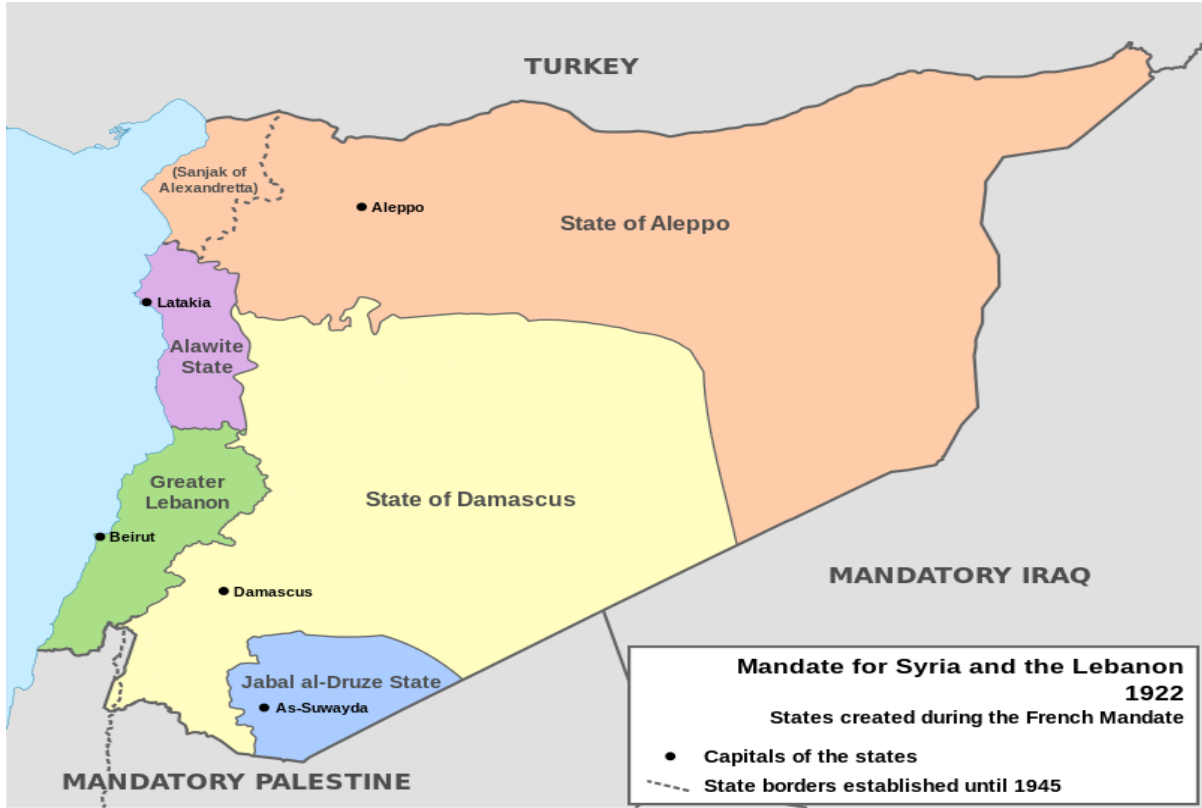 TURKEY
(Sanjak of
Alexandretta)
Aleppo
State of Aleppo
Latakia
Alawite
State
Greater
Lebanon
State of Damascus
Beirut
MANDATORY IRAQ
Damascus
Jabal al-Druze State
As-Suwayda
MANDATORY PALESTINE
Mandate for Syria and the Lebanon
1922
States created during the French Mandate
Capitals of the states
State borders established until 1945